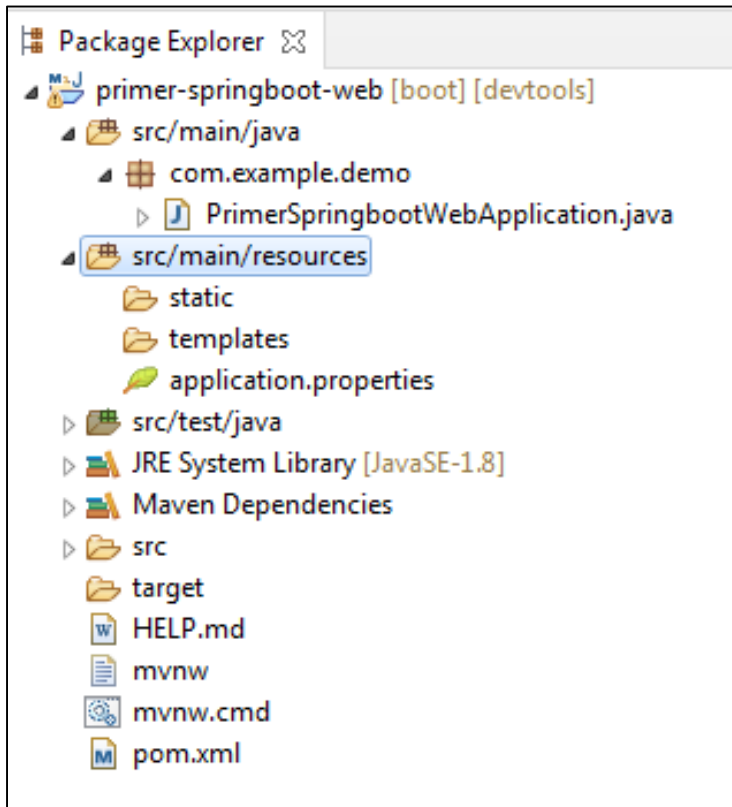 Package Explorer
primer-springboot-web [boot] [devtools]
src/main/java
com.example.demo
PrimerSpringbootWebApplication.java
src/main/resources
static
templates
application.properties
src/test/java
JRE System Library [JavaSE-1.8]
Maven Dependencies
src
target
HELP.md
mvnw
mvnw.cmd
pom.xml